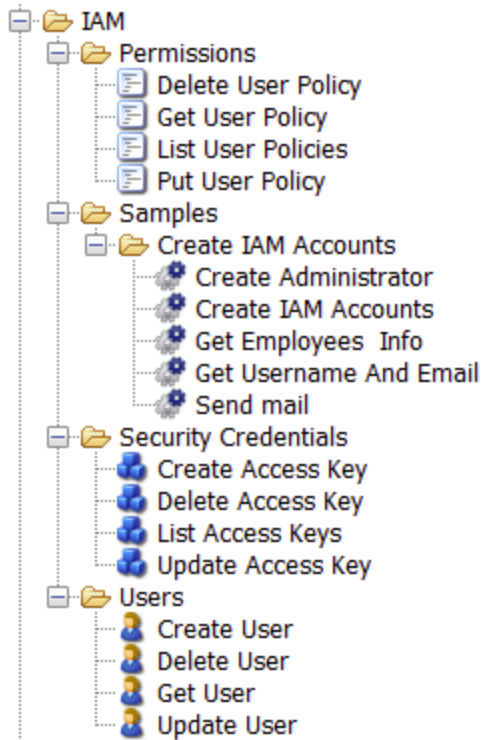 IAM
Permissions
Delete User Policy
Get User Policy
List User Policies
Put User Policy
Samples
Create IAM Accounts
Create Administrator
Create IAM Accounts
Get Employees  Info
Get Username And Email
Send mail
Security Credentials
Create Access Key
Delete Access Key
List Access Keys
Update Access Key
Users
Create User
Delete User
Get User
Update User